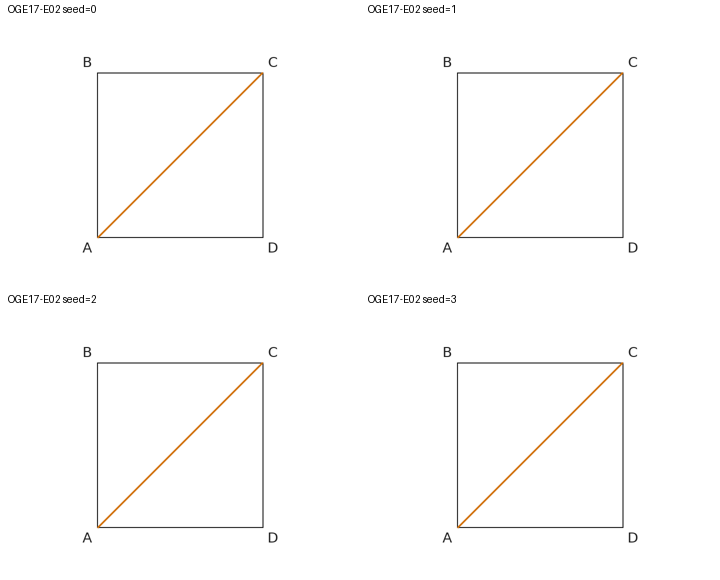 OGE17-E02 seed=0
B C
A D
OGE17-E02 seed=1
B C
A D
OGE17-E02 seed=2
B C
A D
OGE17-E02 seed=3
B C
A D